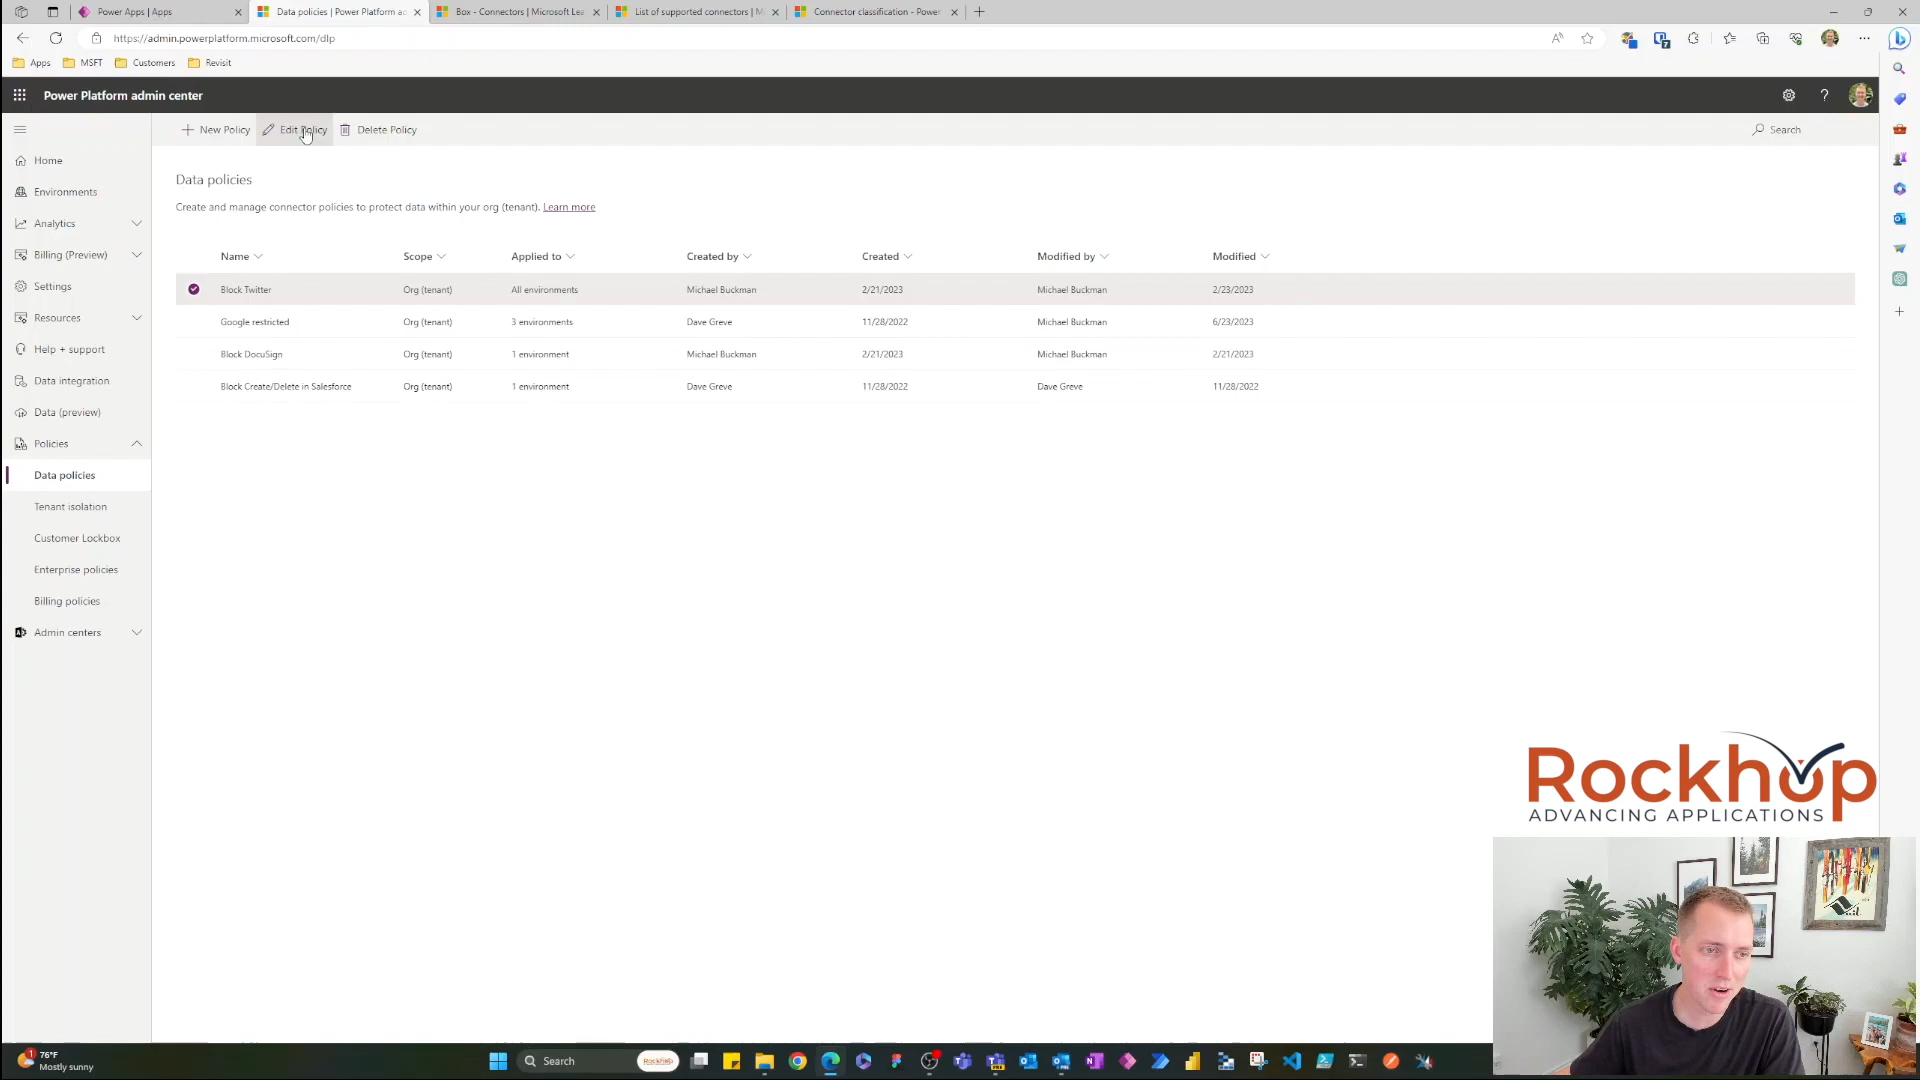 Power Apps | Apps
Data policies | Power Platform ad
Box - Connectors | Microsoft Lea
List of supported connectors | M
Connector classification - Power
https://admin.powerplatform.microsoft.com/dlp
Apps
MSFT
Customers
Revisit
Power Platform admin center
New Policy
Edit Policy
Delete Policy
Search
Home
Environments
Analytics
Billing (Preview)
Settings
Resources
Help + support
Data integration
Data (preview)
Policies
Data policies
Tenant isolation
Customer Lockbox
Enterprise policies
Billing policies
Admin centers
Data policies
Create and manage connector policies to protect data within your org (tenant). Learn more
Name Scope Applied to Created by Created Modified by Modified
Block Twitter Org (tenant) All environments Michael Buckman 2/21/2023 Michael Buckman 2/23/2023
Google restricted Org (tenant) 3 environments Dave Greve 11/28/2022 Michael Buckman 6/23/2023
Block DocuSign Org (tenant) 1 environment Michael Buckman 2/21/2023 Michael Buckman 2/21/2023
Block Create/Delete in Salesforce Org (tenant) 1 environment Dave Greve 11/28/2022 Dave Greve 11/28/2022
Rockhop
ADVANCING APPLICATIONS
1
76°F
Mostly sunny
Search
Rockhop